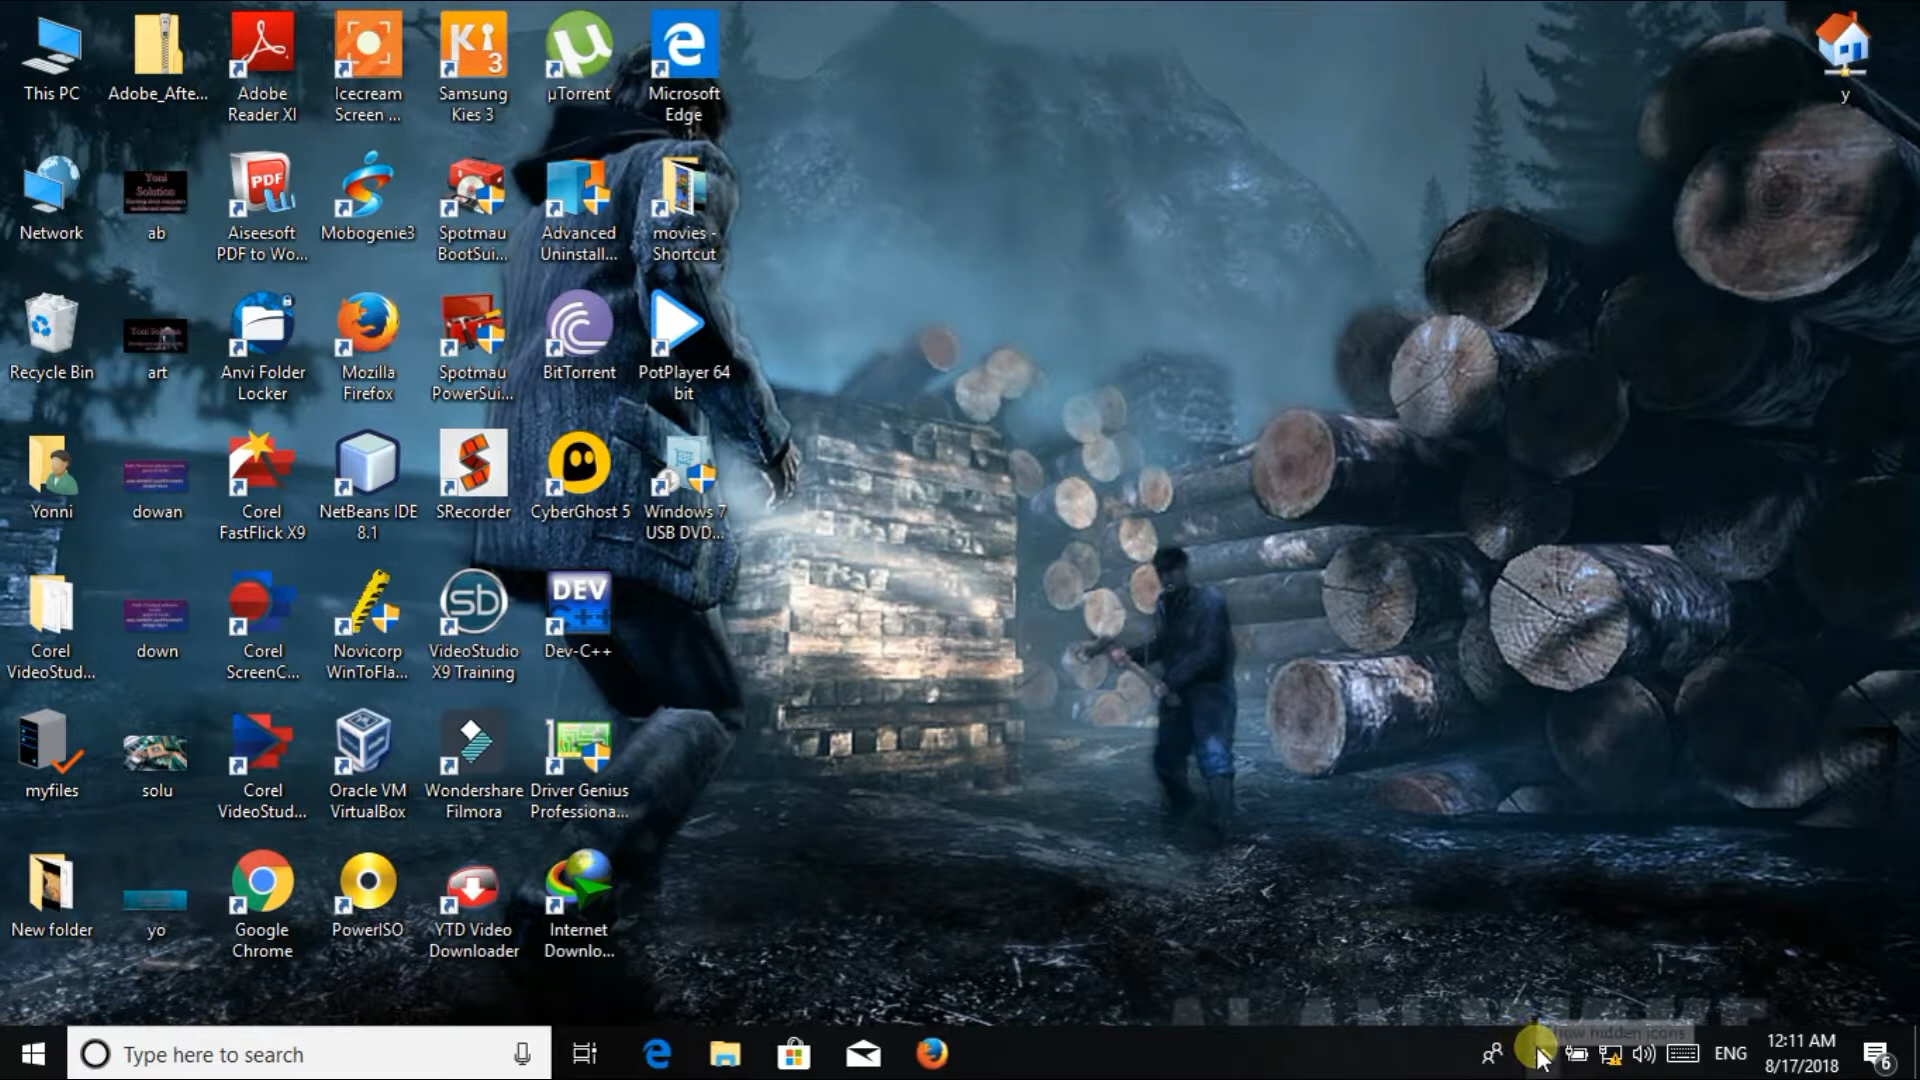 This PC
Adobe_Afte...
Adobe
Reader XI
Icecream
Screen ...
Samsung
Kies 3
µTorrent
Microsoft
Edge
y
Network
Yoni
Solution
ab
Aiseesoft
PDF to Wo...
Mobogenie3
Spotmau
BootSui...
Advanced
Uninstall...
movies -
Shortcut
Recycle Bin
art
Anvi Folder
Locker
Mozilla
Firefox
Spotmau
PowerSui...
BitTorrent
PotPlayer 64
bit
Yonni
dowan
Corel
FastFlick X9
NetBeans IDE
8.1
SRecorder
CyberGhost 5
Windows 7
USB DVD...
Corel
VideoStud...
down
Corel
ScreenC...
Novicorp
WinToFla...
VideoStudio
X9 Training
DEV
C++
Dev-C++
myfiles
solu
Corel
VideoStud...
Oracle VM
VirtualBox
Wondershare
Filmora
Driver Genius
Professiona...
New folder
yo
Google
Chrome
PowerISO
YTD Video
Downloader
Internet
Downlo...
Type here to search
ENG
12:11 AM
8/17/2018
6